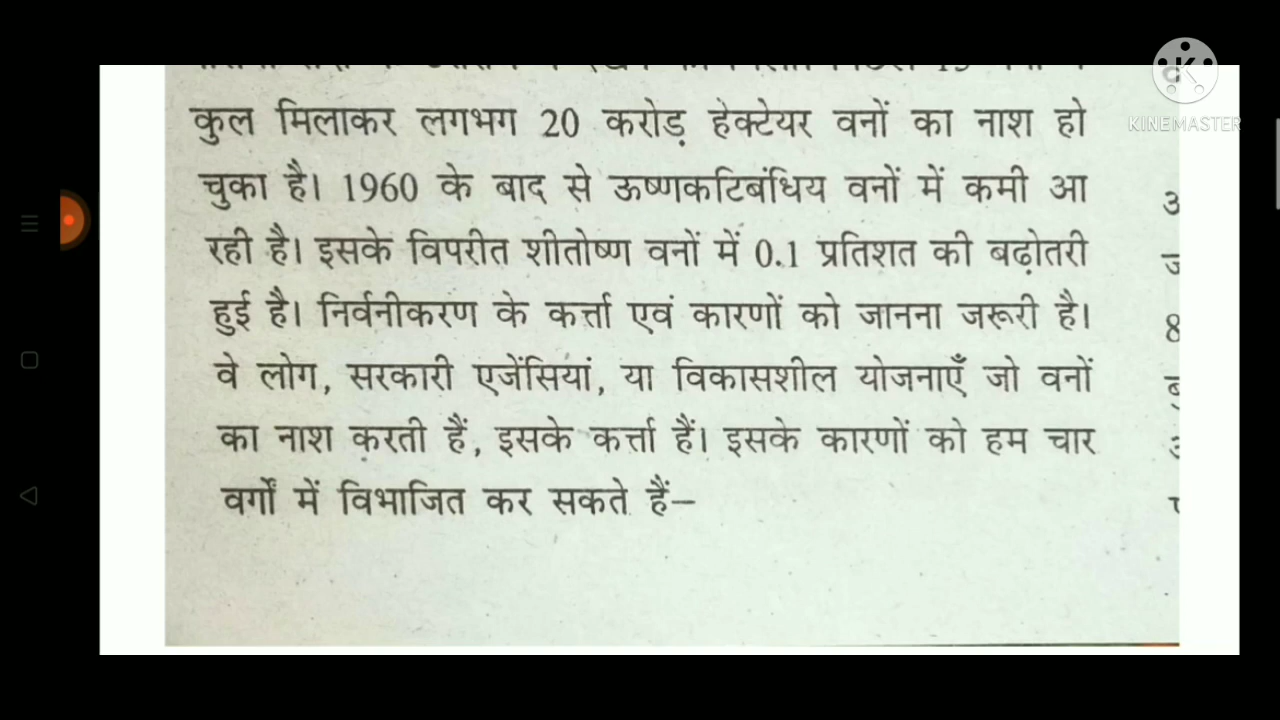 कुल मिलाकर लगभग 20 करोड़ हेक्टेयर वनों का नाश हो
चुका है। 1960 के बाद से ऊष्णकटिबंधिय वनों में कमी आ
रही है। इसके विपरीत शीतोष्ण वनों में 0.1 प्रतिशत की बढ़ोतरी
हुई है। निर्वनीकरण के कर्त्ता एवं कारणों को जानना जरूरी है।
वे लोग, सरकारी एजेंसियां, या विकासशील योजनाएँ जो वनों
का नाश करती हैं, इसके कर्त्ता हैं। इसके कारणों को हम चार
वर्गों में विभाजित कर सकते हैं–
KINEMASTER